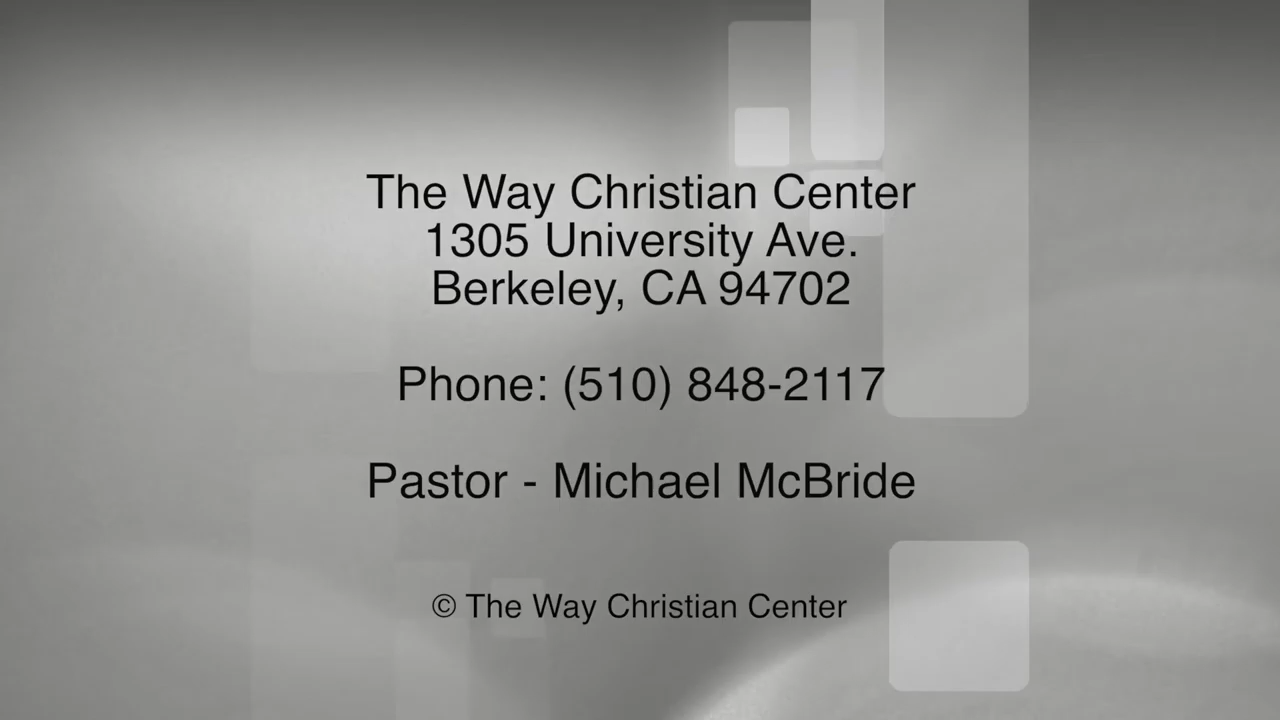 The Way Christian Center
1305 University Ave.
Berkeley, CA 94702
Phone: (510) 848-2117
Pastor - Michael McBride
© The Way Christian Center